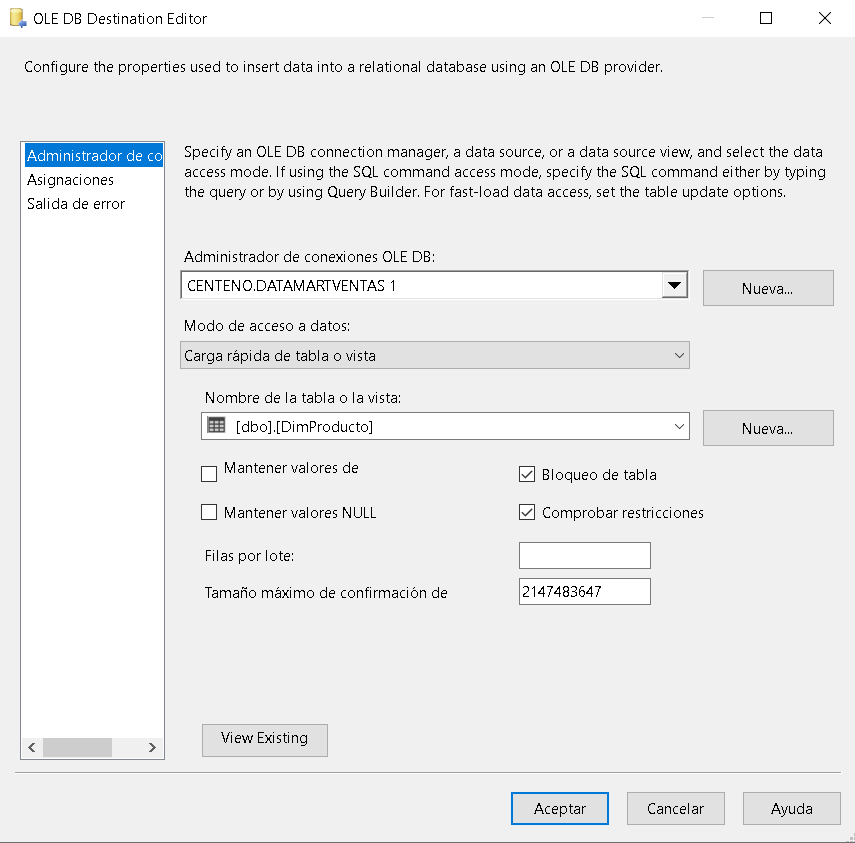 OLE DB Destination Editor
Configure the properties used to insert data into a relational database using an OLE DB provider.
Administrador de co
Asignaciones
Salida de error
Specify an OLE DB connection manager, a data source, or a data source view, and select the data
access mode. If using the SQL command access mode, specify the SQL command either by typing
the query or by using Query Builder. For fast-load data access, set the table update options.
Administrador de conexiones OLE DB:
CENTENO.DATAMARTVENTAS 1
Nueva...
Modo de acceso a datos:
Carga rápida de tabla o vista
Nombre de la tabla o la vista:
[dbo].[DimProducto]
Nueva...
Mantener valores de
Bloqueo de tabla
Mantener valores NULL
Comprobar restricciones
Filas por lote:
Tamaño máximo de confirmación de
2147483647
View Existing
Aceptar
Cancelar
Ayuda